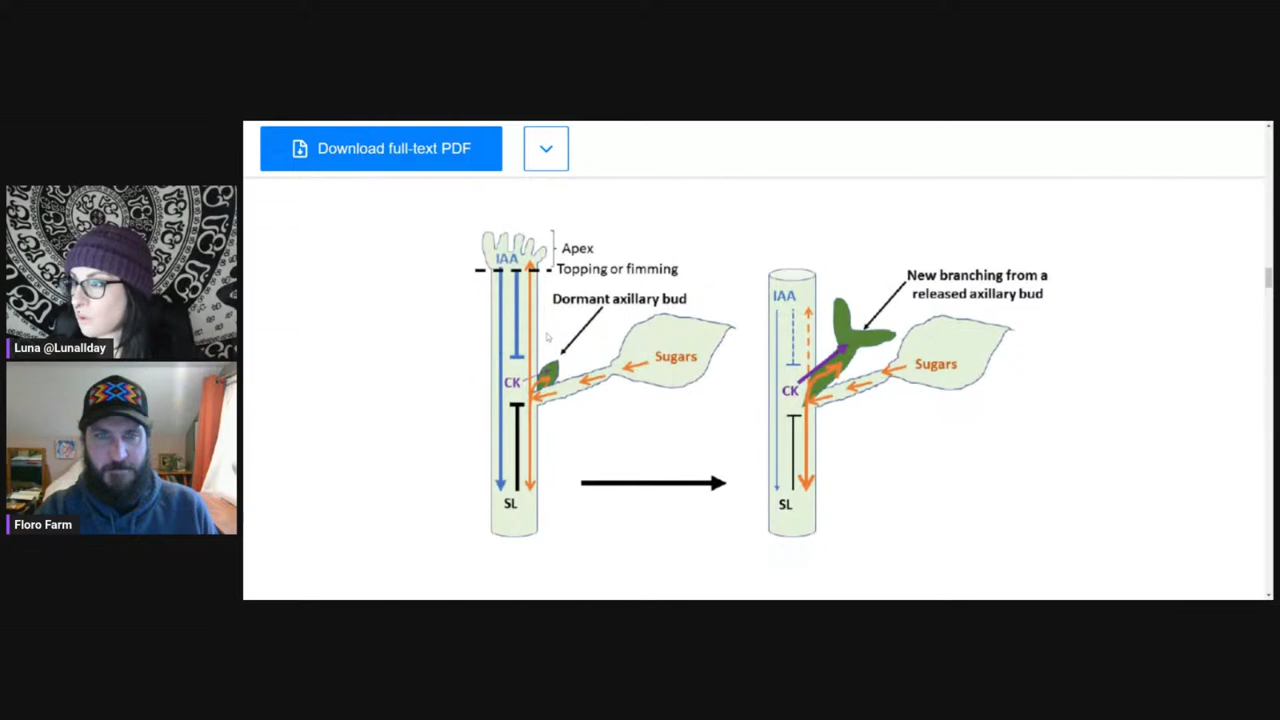 Download full-text PDF
IAA
Apex
Topping or fimming
Dormant axillary bud
Sugars
CK
SL
New branching from a
released axillary bud
IAA
Sugars
CK
SL
Luna @Lunallday
Floro Farm